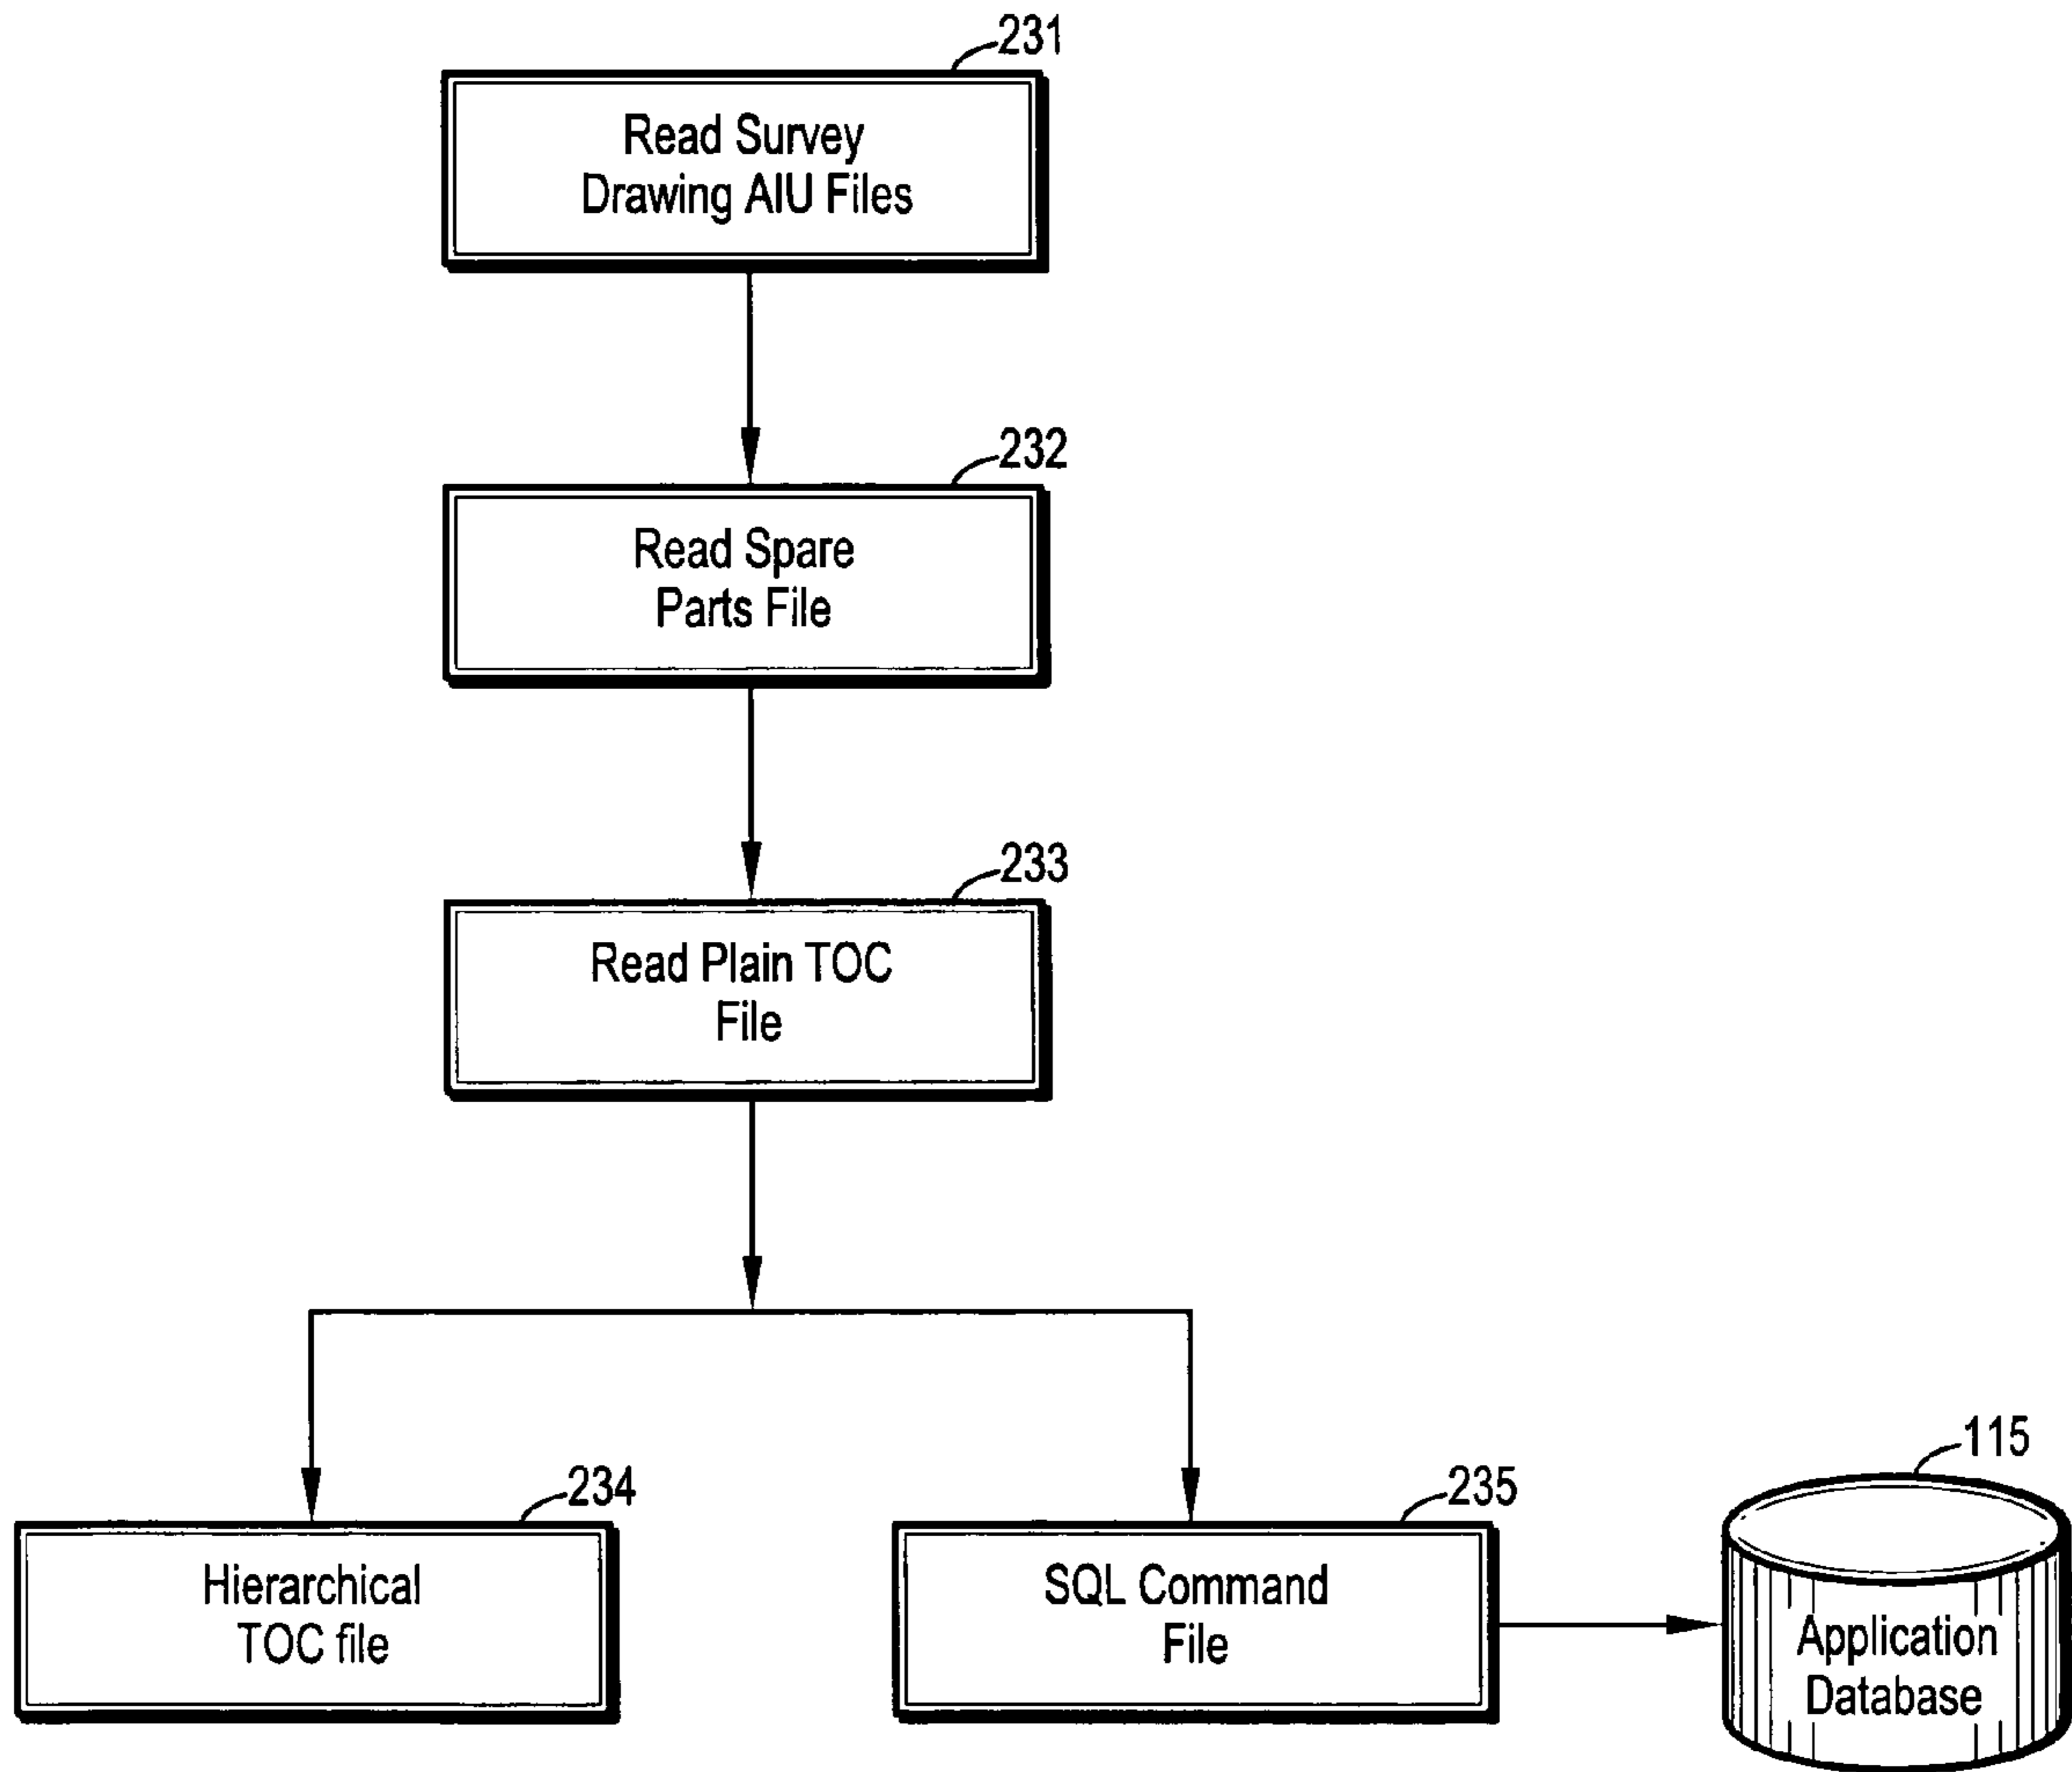 231
Read Survey
Drawing AIU Files
232
Read Spare
Parts File
233
Read Plain TOC
File
234
Hierarchical
TOC file
235
SQL Command
File
115
Application
Database